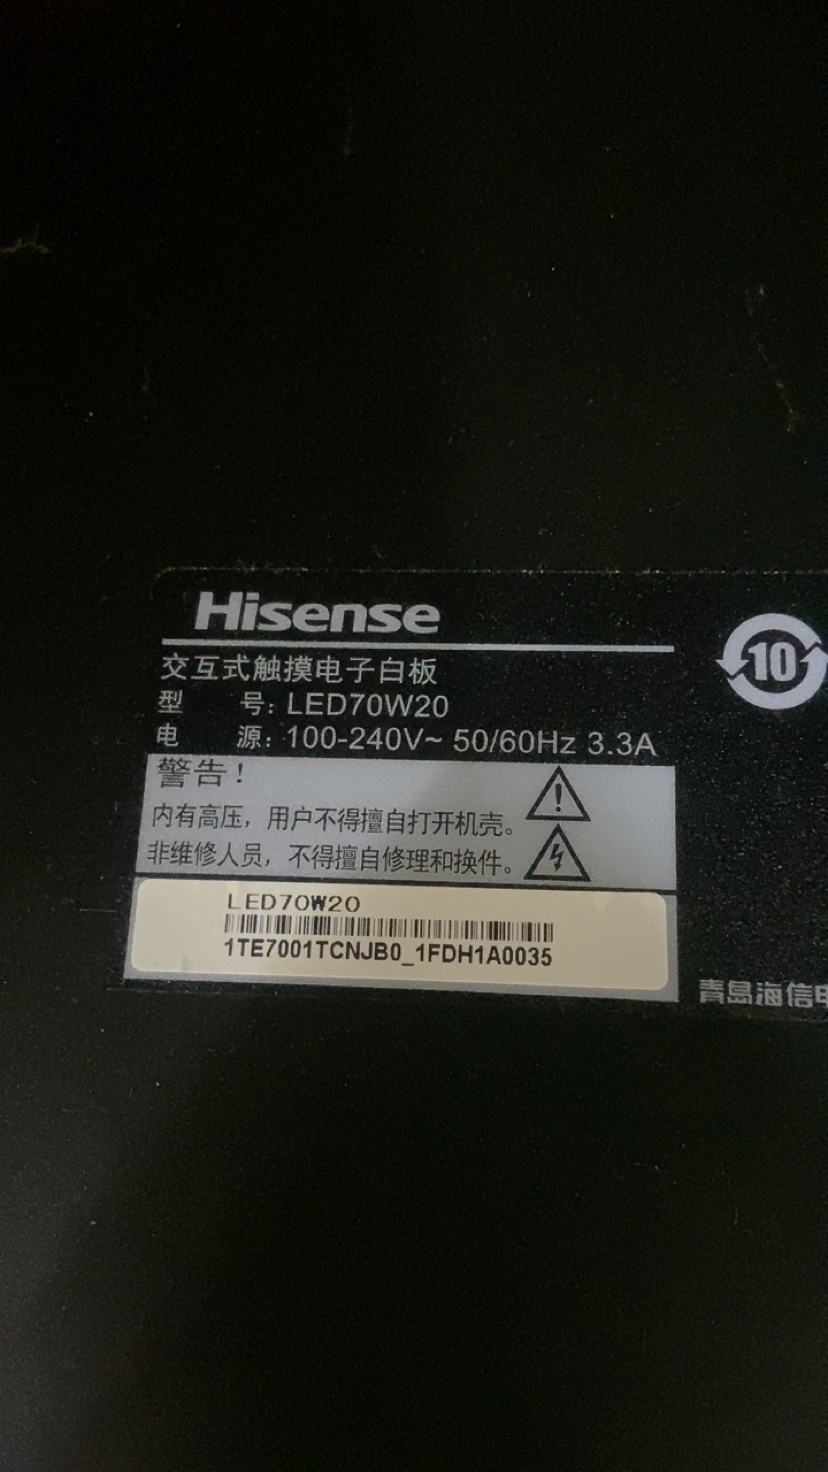 Hisense
10
交互式触摸电子白板
型 号: LED70W20
电 源: 100-240V~ 50/60Hz 3.3A
警告!
内有高压，用户不得擅自打开机壳。
非维修人员，不得擅自修理和换件。
LED70W20
1TE7001TCNJB0_1FDH1A0035
青岛海信电